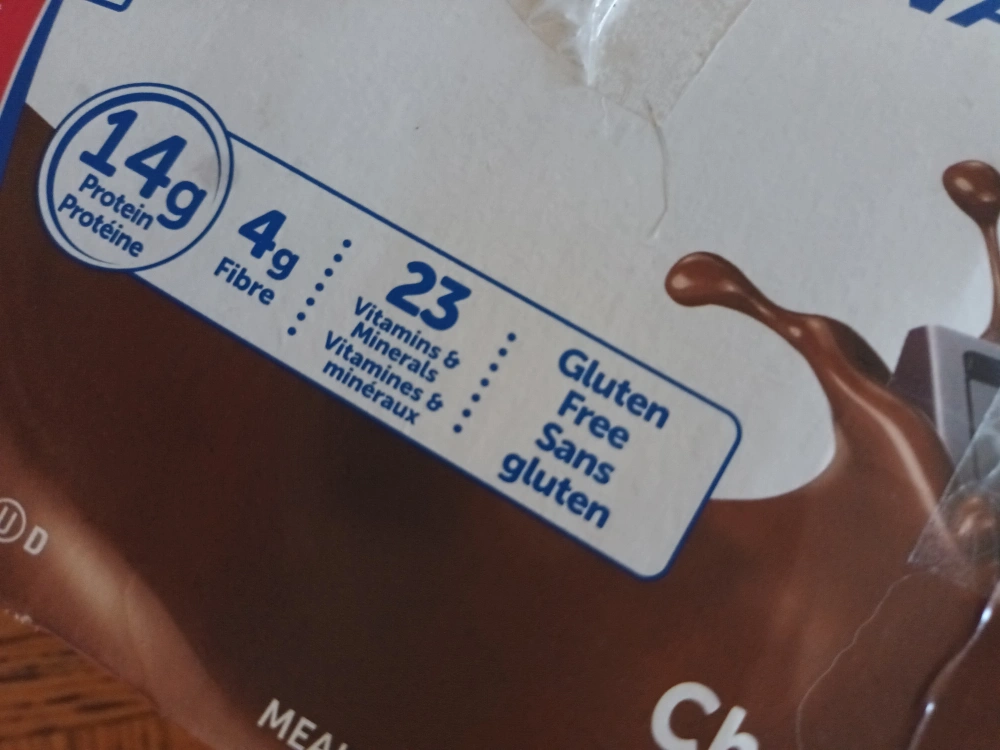 14g
Protein
Protéine
4g
Fibre
23
Vitamins &
Minerals
Vitamines &
minéraux
Gluten
Free
Sans
gluten
U D